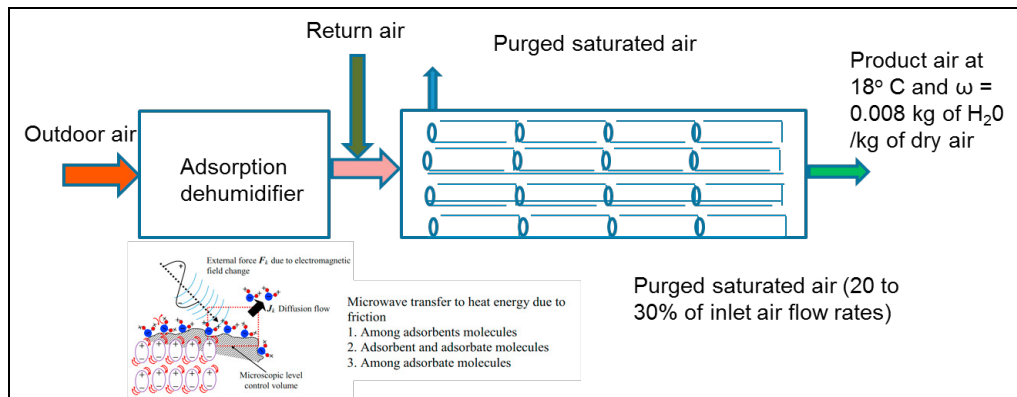 Return air
Purged saturated air
Product air at
18° C and ω =
0.008 kg of H₂0
/kg of dry air
Outdoor air
Adsorption
dehumidifier
External force Fₖ due to electromagnetic
field change
Jₖ Diffusion flow
Microscopic level
control volume
Microwave transfer to heat energy due to
friction
1. Among adsorbents molecules
2. Adsorbent and adsorbate molecules
3. Among adsorbate molecules
Purged saturated air (20 to
30% of inlet air flow rates)